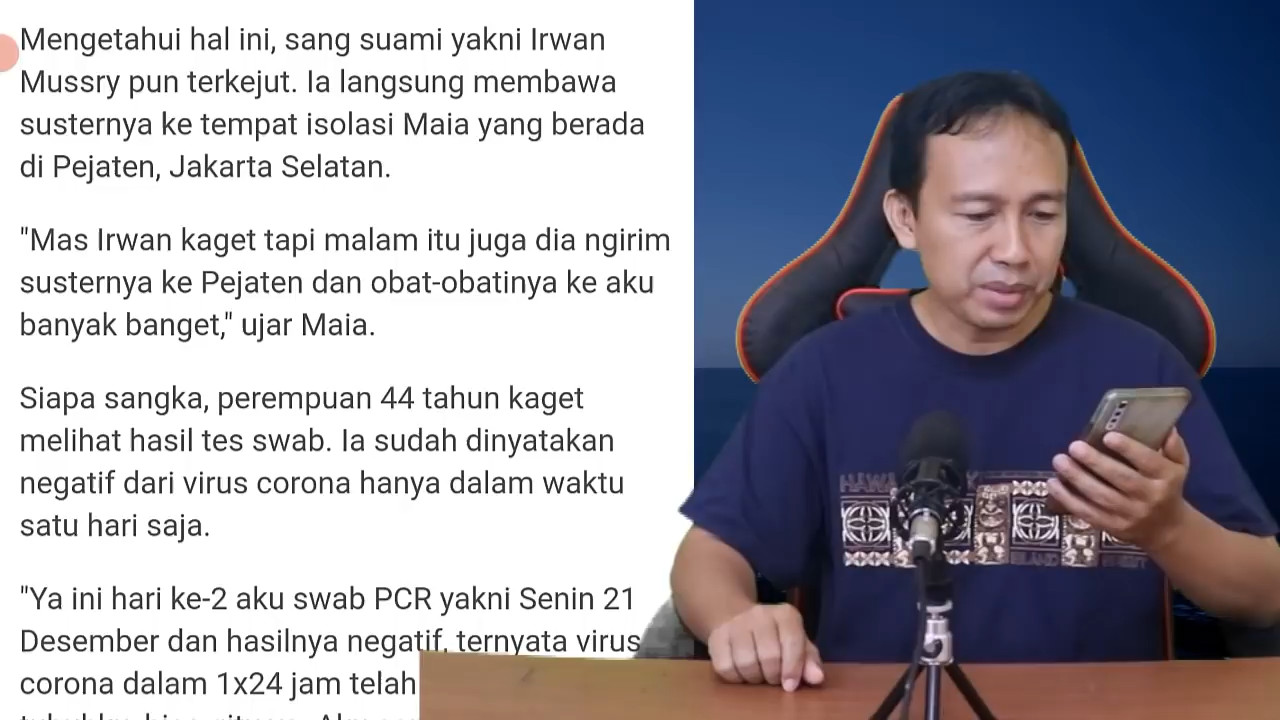 Mengetahui hal ini, sang suami yakni Irwan
Mussry pun terkejut. Ia langsung membawa
susternya ke tempat isolasi Maia yang berada
di Pejaten, Jakarta Selatan.
"Mas Irwan kaget tapi malam itu juga dia ngirim
susternya ke Pejaten dan obat-obatinya ke aku
banyak banget," ujar Maia.
Siapa sangka, perempuan 44 tahun kaget
melihat hasil tes swab. Ia sudah dinyatakan
negatif dari virus corona hanya dalam waktu
satu hari saja.
"Ya ini hari ke-2 aku swab PCR yakni Senin 21
Desember dan hasilnya negatif, ternyata virus
corona dalam 1x24 jam telah